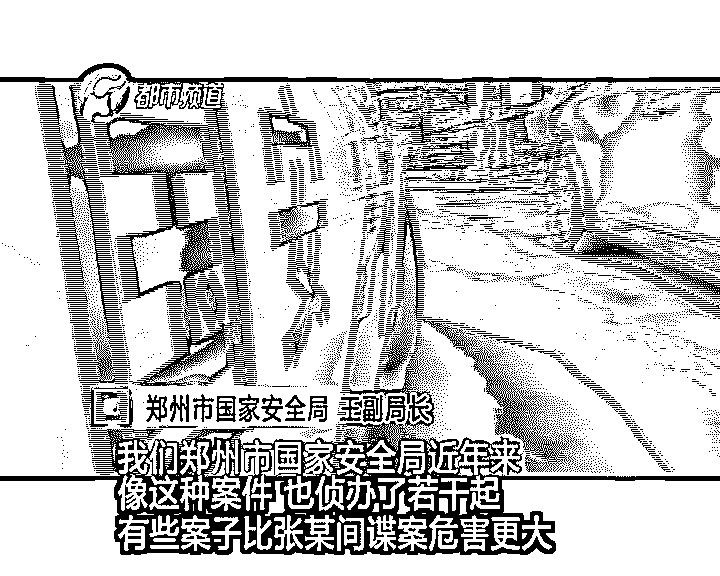 都市频道
郑州市国家安全局 王副局长
我们郑州市国家安全局近年来
像这种案件 也侦办了若干起
有些案子比张某间谍案危害更大